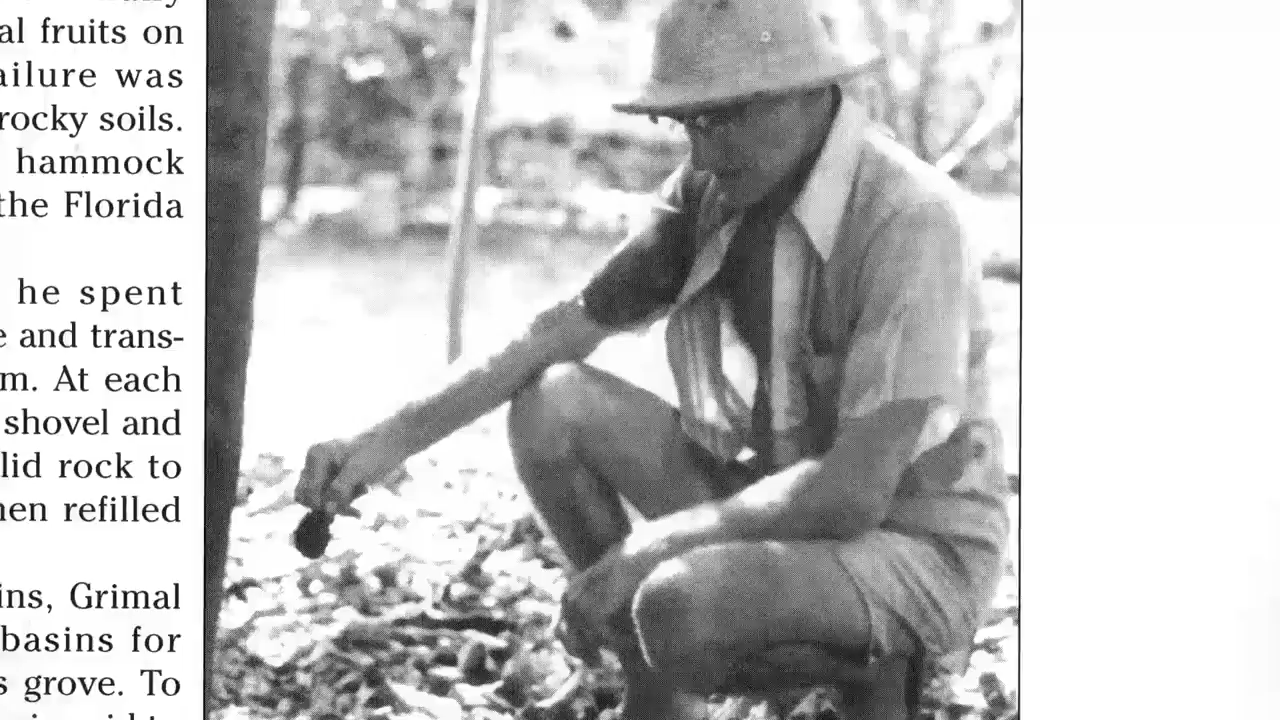 al fruits on
ailure was
rocky soils.
hammock
the Florida
he spent
e and trans-
m. At each
shovel and
lid rock to
hen refilled
ins, Grimal
basins for
s grove. To